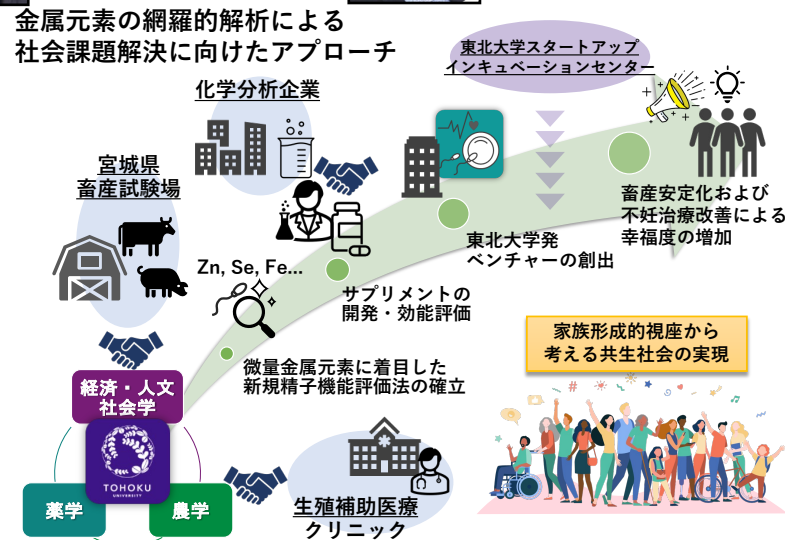 金属元素の網羅的解析による
社会課題解決に向けたアプローチ
東北大学スタートアップ
インキュベーションセンター
化学分析企業
宮城県
畜産試験場
畜産安定化および
不妊治療改善による
幸福度の増加
東北大学発
ベンチャーの創出
Zn, Se, Fe...
サプリメントの
開発・効能評価
微量金属元素に着目した
新規精子機能評価法の確立
家族形成的視座から
考える共生社会の実現
経済・人文
社会学
TOHOKU
UNIVERSITY
薬学
農学
生殖補助医療
クリニック